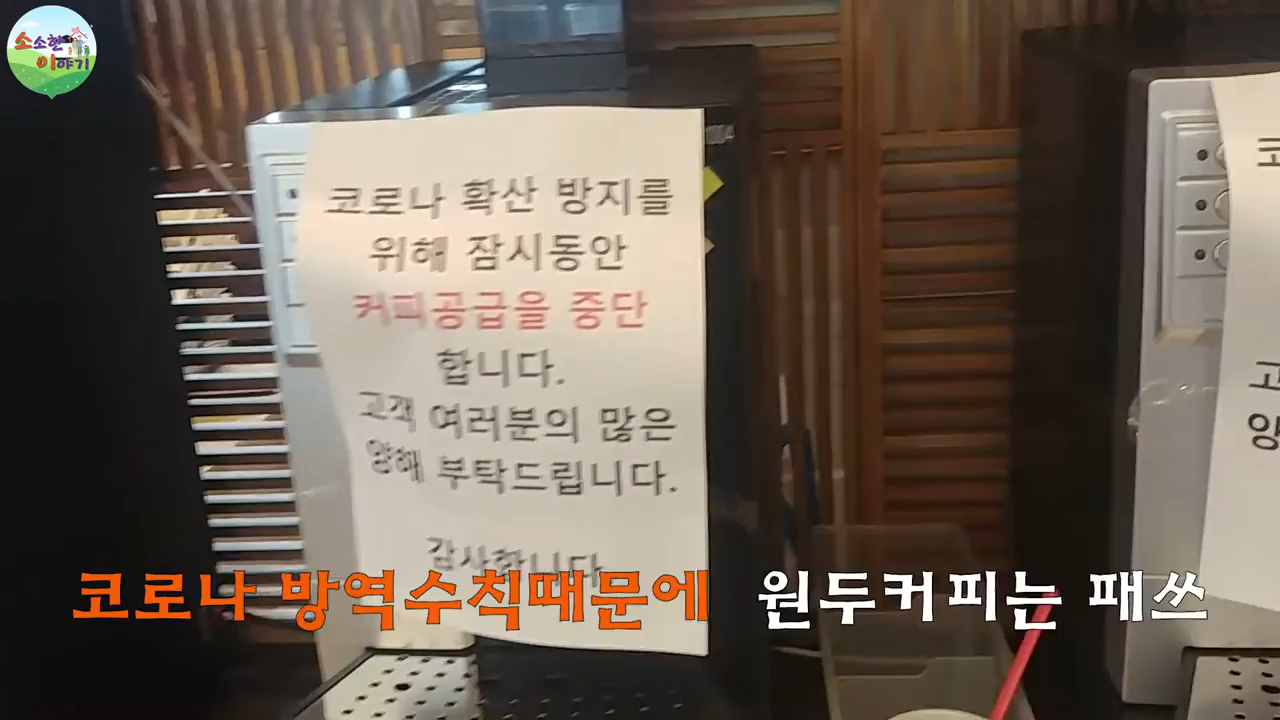 소소한
이야기
코로나 확산 방지를
위해 잠시동안
커피공급을 중단
합니다.
고객 여러분의 많은
양해 부탁드립니다.
감사합니다
코로나 방역수칙때문에 원두커피는 패쓰